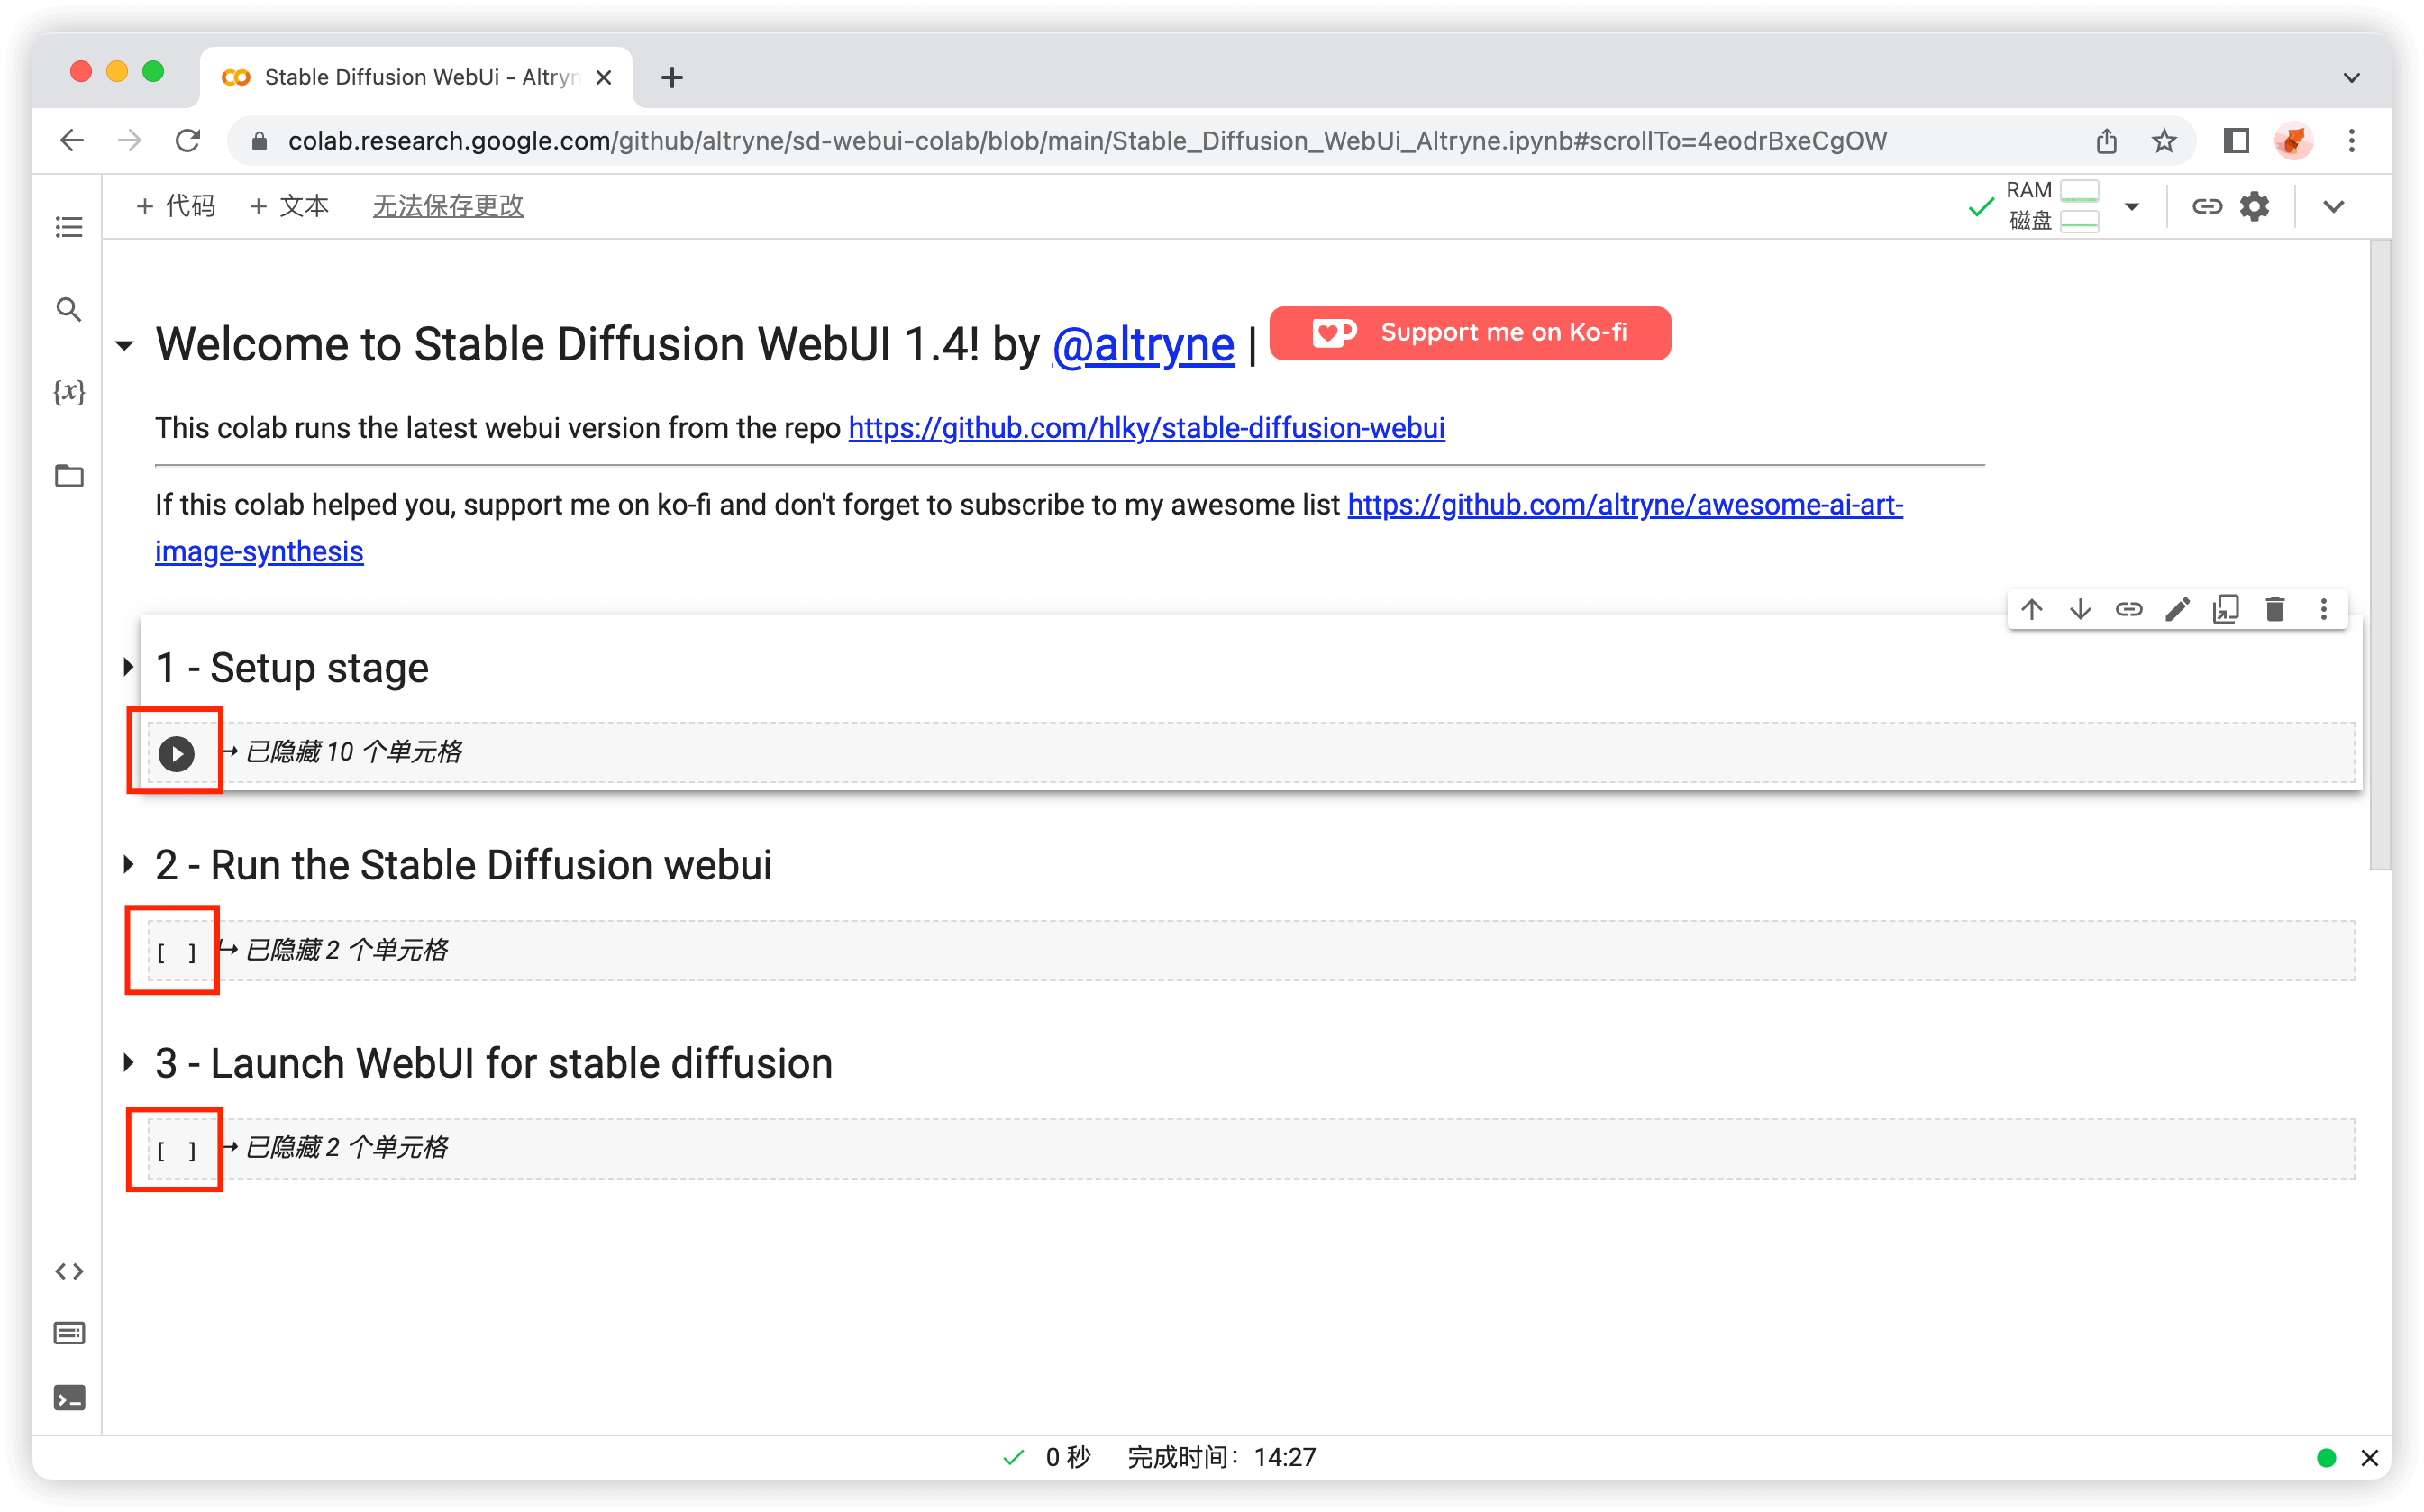 Stable Diffusion WebUi - Altryn
colab.research.google.com/github/altryne/sd-webui-colab/blob/main/Stable_Diffusion_WebUi_Altryne.ipynb#scrollTo=4eodrBxeCgOW
+ 代码 + 文本 无法保存更改
RAM
磁盘
{x}
Welcome to Stable Diffusion WebUI 1.4! by @altryne | Support me on Ko-fi
This colab runs the latest webui version from the repo https://github.com/hlky/stable-diffusion-webui
If this colab helped you, support me on ko-fi and don't forget to subscribe to my awesome list https://github.com/altryne/awesome-ai-art-
image-synthesis
1 - Setup stage
已隐藏 10 个单元格
2 - Run the Stable Diffusion webui
[ ] 已隐藏 2 个单元格
3 - Launch WebUI for stable diffusion
[ ] 已隐藏 2 个单元格
0 秒 完成时间：14:27